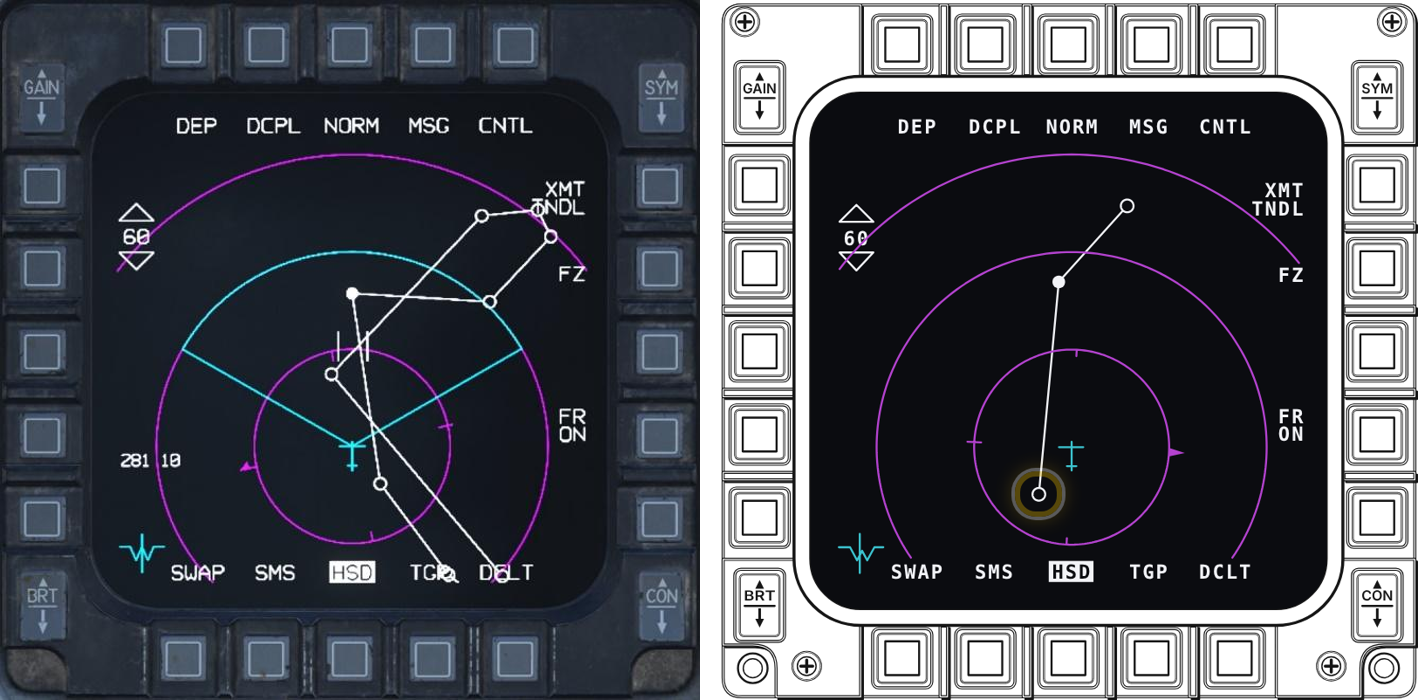 GAIN
SYM
DEP DCPL NORM MSG CNTL
XMT
TNDL
60
FZ
FR
ON
281 10
SWAP SMS HSD TGP DCLT
BRT
CON
GAIN
SYM
DEP DCPL NORM MSG CNTL
XMT
TNDL
60
FZ
FR
ON
SWAP SMS HSD TGP DCLT
BRT
CON